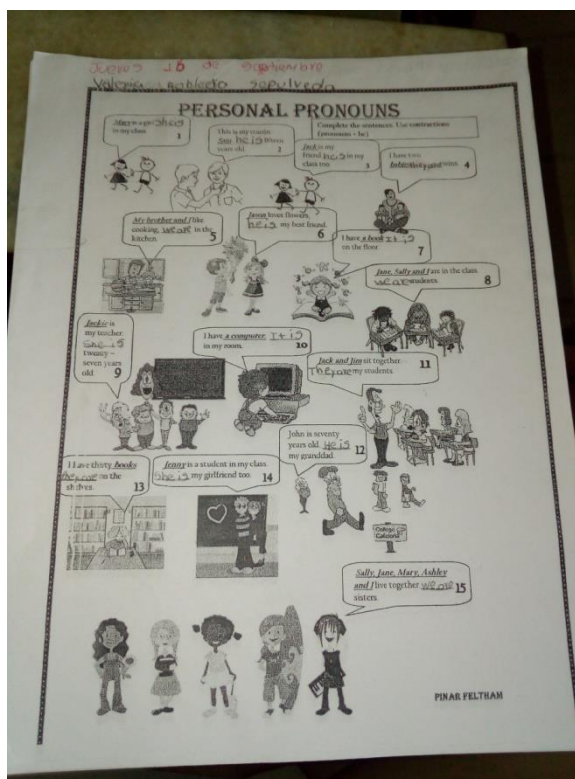 Jueves 16 de septiembre
Valeria sepulveda
PERSONAL PRONOUNS
Complete the sentences. Use contractions
(pronouns + be)
Mary is a girl she is
in my class
1
This is my cousin
Sam he is fifteen
years old.
2
Jack is my
friend he is in my
class too.
3
I have two
4
My brother and I like
cooking. we are in the
kitchen.
5
Jason loves flowers.
he is my best friend.
6
I have a book It is
on the floor.
7
Jane, Sally and I are in the class.
we are students.
8
Jackie is
my teacher.
She is
twenty –
seven years
old.
9
I have a computer. It is
in my room.
10
Jack and Jim sit together.
They are my students.
11
John is seventy
years old. He is
my granddad.
12
I have thirty books
they are on the
shelves.
13
Jenny is a student in my class.
She is my girlfriend too.
14
Sally, Jane, Mary, Ashley
and I live together. we are
sisters.
15
PINAR FELTHAM